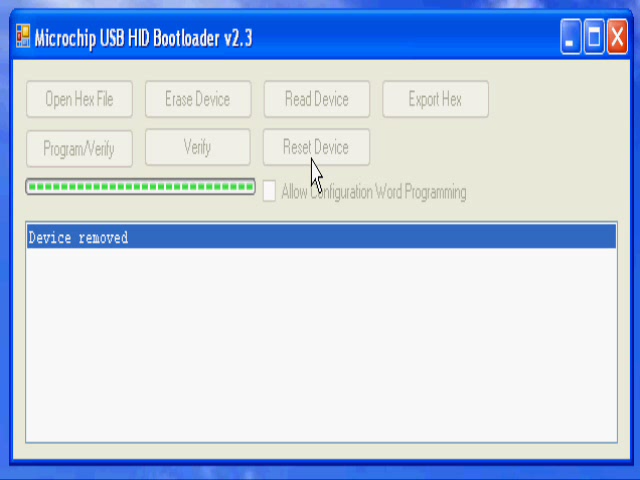 Microchip USB HID Bootloader v2.3
Open Hex File Erase Device Read Device Export Hex
Program/Verify Verify Reset Device
Allow Configuration Word Programming
Device removed